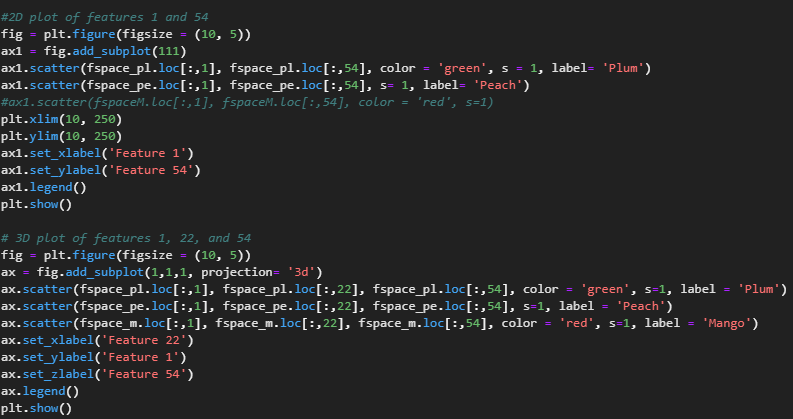 #2D plot of features 1 and 54
fig = plt.figure(figsize = (10, 5))
ax1 = fig.add_subplot(111)
ax1.scatter(fspace_pl.loc[:,1], fspace_pl.loc[:,54], color = 'green', s = 1, label= 'Plum')
ax1.scatter(fspace_pe.loc[:,1], fspace_pe.loc[:,54], s= 1, label= 'Peach')
#ax1.scatter(fspaceM.loc[:,1], fspaceM.loc[:,54], color = 'red', s=1)
plt.xlim(10, 250)
plt.ylim(10, 250)
ax1.set_xlabel('Feature 1')
ax1.set_ylabel('Feature 54')
ax1.legend()
plt.show()
# 3D plot of features 1, 22, and 54
fig = plt.figure(figsize = (10, 5))
ax = fig.add_subplot(1,1,1, projection= '3d')
ax.scatter(fspace_pl.loc[:,1], fspace_pl.loc[:,22], fspace_pl.loc[:,54], color = 'green', s=1, label = 'Plum')
ax.scatter(fspace_pe.loc[:,1], fspace_pe.loc[:,22], fspace_pe.loc[:,54], s=1, label = 'Peach')
ax.scatter(fspace_m.loc[:,1], fspace_m.loc[:,22], fspace_m.loc[:,54], color = 'red', s=1, label = 'Mango')
ax.set_xlabel('Feature 22')
ax.set_ylabel('Feature 1')
ax.set_zlabel('Feature 54')
ax.legend()
plt.show()